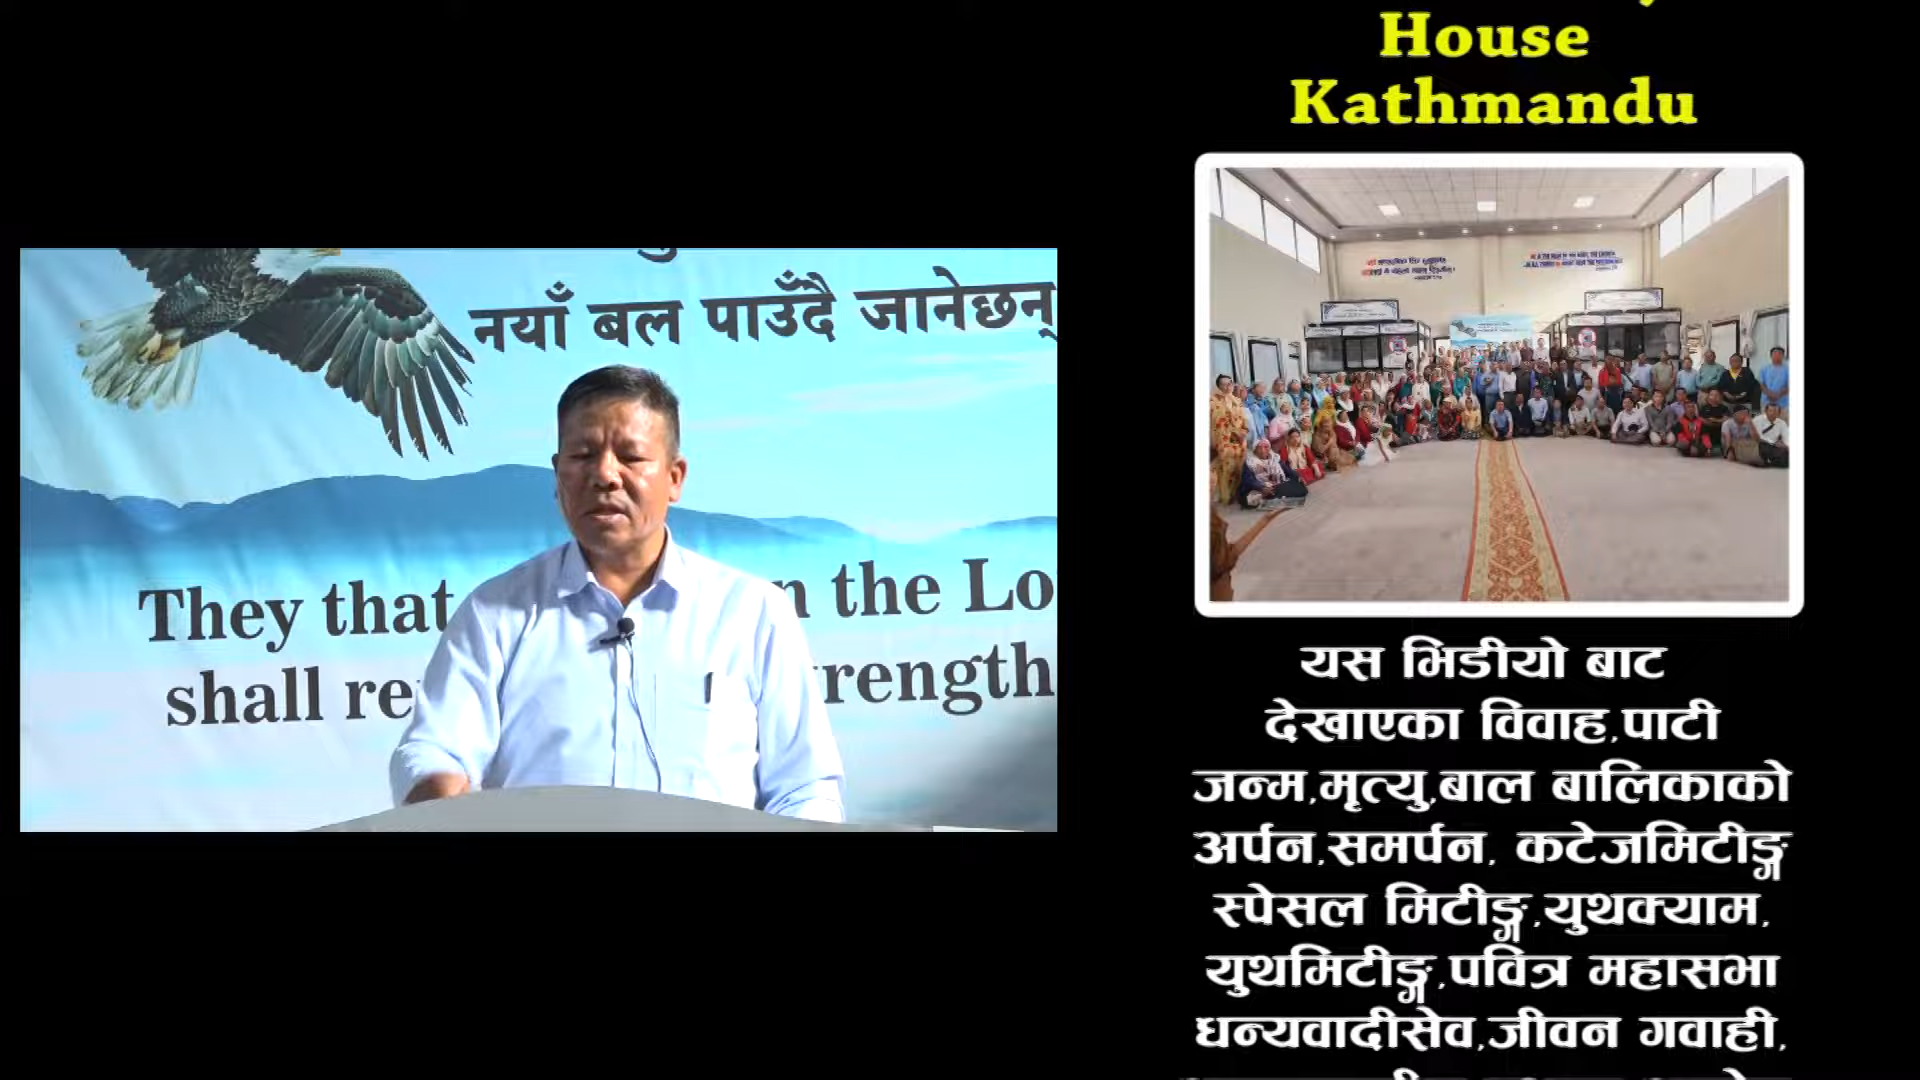 नयाँ बल पाउँदै जानेछन्
They that n the Lo
shall re trength
House
Kathmandu
यस भिडीयो बाट
देखाएका विवाह,पाटी
जन्म,मृत्यु,बाल बालिकाको
अर्पन,समर्पन, कटेजमिटीङ्ग
स्पेसल मिटीङ्ग,युथक्याम,
युथमिटीङ्ग,पवित्र महासभा
धन्यवादीसेव,जीवन गवाही,